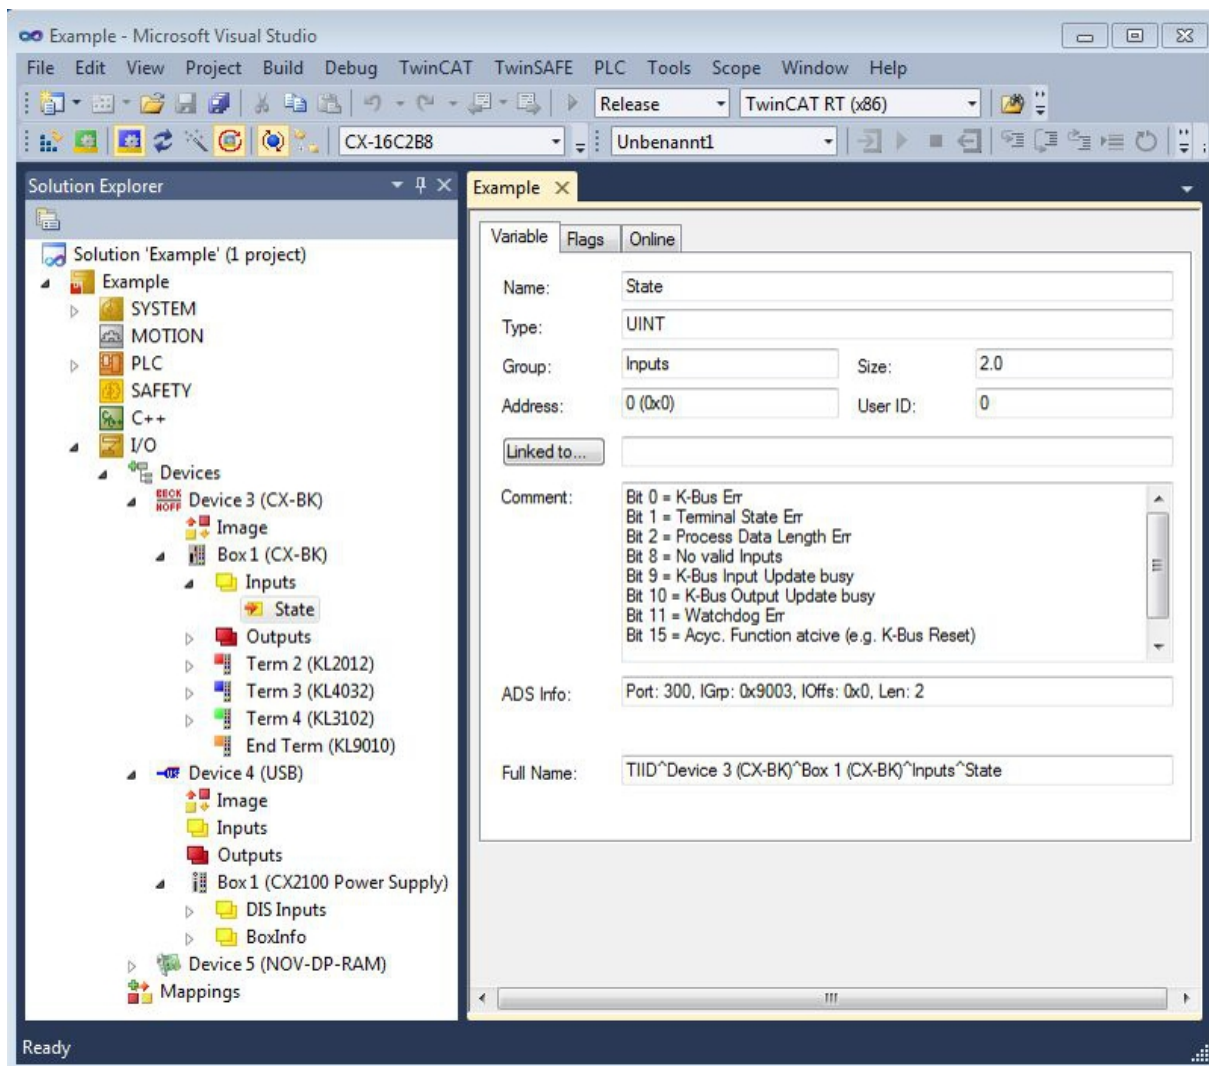 Example - Microsoft Visual Studio
File Edit View Project Build Debug TwinCAT TwinSAFE PLC Tools Scope Window Help
Release TwinCAT RT (x86)
CX-16C2B8 Unbenannt1
Solution Explorer
Solution 'Example' (1 project)
Example
SYSTEM
MOTION
PLC
SAFETY
C++
I/O
Devices
BECK
HOFF
Device 3 (CX-BK)
Image
Box 1 (CX-BK)
Inputs
State
Outputs
Term 2 (KL2012)
Term 3 (KL4032)
Term 4 (KL3102)
End Term (KL9010)
Device 4 (USB)
Image
Inputs
Outputs
Box 1 (CX2100 Power Supply)
DIS Inputs
BoxInfo
Device 5 (NOV-DP-RAM)
Mappings
Example
Variable Flags Online
Name: State
Type: UINT
Group: Inputs Size: 2.0
Address: 0 (0x0) User ID: 0
Linked to...
Comment: Bit 0 = K-Bus Err
Bit 1 = Terminal State Err
Bit 2 = Process Data Length Err
Bit 8 = No valid Inputs
Bit 9 = K-Bus Input Update busy
Bit 10 = K-Bus Output Update busy
Bit 11 = Watchdog Err
Bit 15 = Acyc. Function atcive (e.g. K-Bus Reset)
ADS Info: Port: 300, IGrp: 0x9003, IOffs: 0x0, Len: 2
Full Name: TIID^Device 3 (CX-BK)^Box 1 (CX-BK)^Inputs^State
Ready